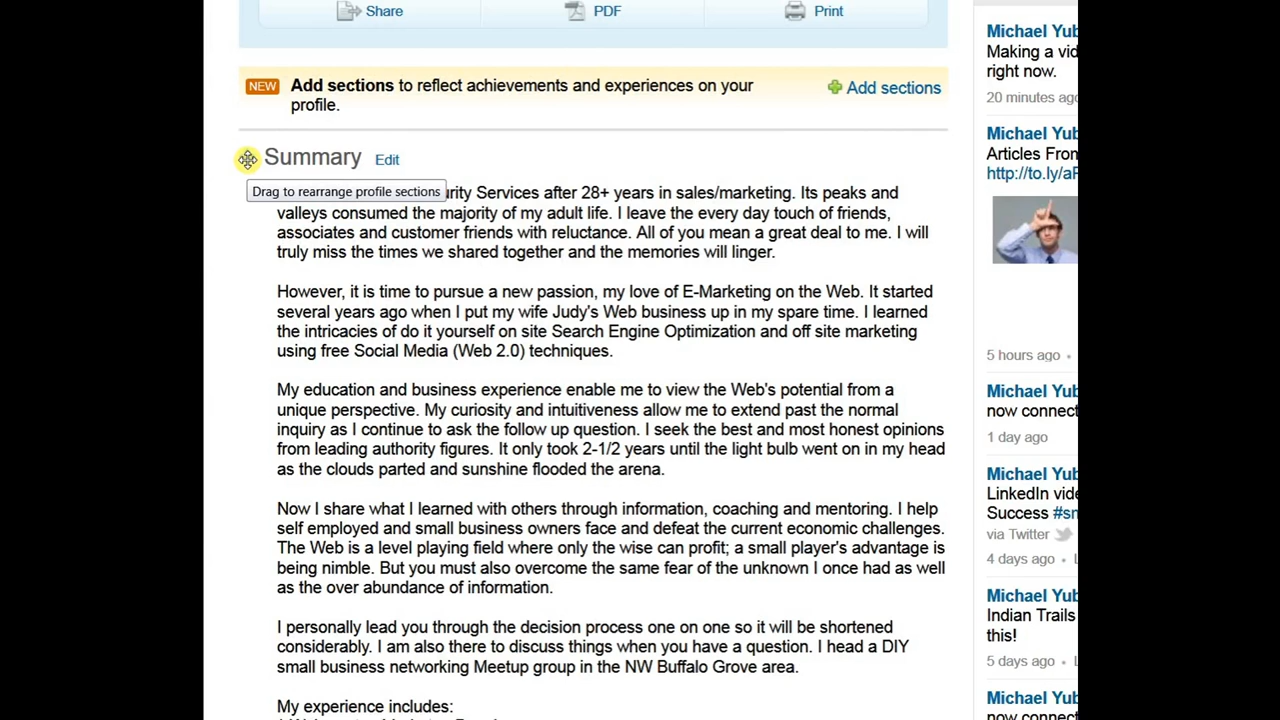 Share
PDF
Print
NEW
Add sections to reflect achievements and experiences on your
profile.
Add sections
Summary
Edit
Drag to rearrange profile sections
Services after 28+ years in sales/marketing. Its peaks and
valleys consumed the majority of my adult life. I leave the every day touch of friends,
associates and customer friends with reluctance. All of you mean a great deal to me. I will
truly miss the times we shared together and the memories will linger.
However, it is time to pursue a new passion, my love of E-Marketing on the Web. It started
several years ago when I put my wife Judy's Web business up in my spare time. I learned
the intricacies of do it yourself on site Search Engine Optimization and off site marketing
using free Social Media (Web 2.0) techniques.
My education and business experience enable me to view the Web's potential from a
unique perspective. My curiosity and intuitiveness allow me to extend past the normal
inquiry as I continue to ask the follow up question. I seek the best and most honest opinions
from leading authority figures. It only took 2-1/2 years until the light bulb went on in my head
as the clouds parted and sunshine flooded the arena.
Now I share what I learned with others through information, coaching and mentoring. I help
self employed and small business owners face and defeat the current economic challenges.
The Web is a level playing field where only the wise can profit; a small player's advantage is
being nimble. But you must also overcome the same fear of the unknown I once had as well
as the over abundance of information.
I personally lead you through the decision process one on one so it will be shortened
considerably. I am also there to discuss things when you have a question. I head a DIY
small business networking Meetup group in the NW Buffalo Grove area.
My experience includes:
Michael Yub
Making a vid
right now.
20 minutes ago
Michael Yub
Articles From
http://to.ly/aP
5 hours ago •
Michael Yub
now connect
1 day ago
Michael Yub
LinkedIn vide
Success #sm
via Twitter
4 days ago •
Michael Yub
Indian Trails
this!
5 days ago •
Michael Yub
now connect